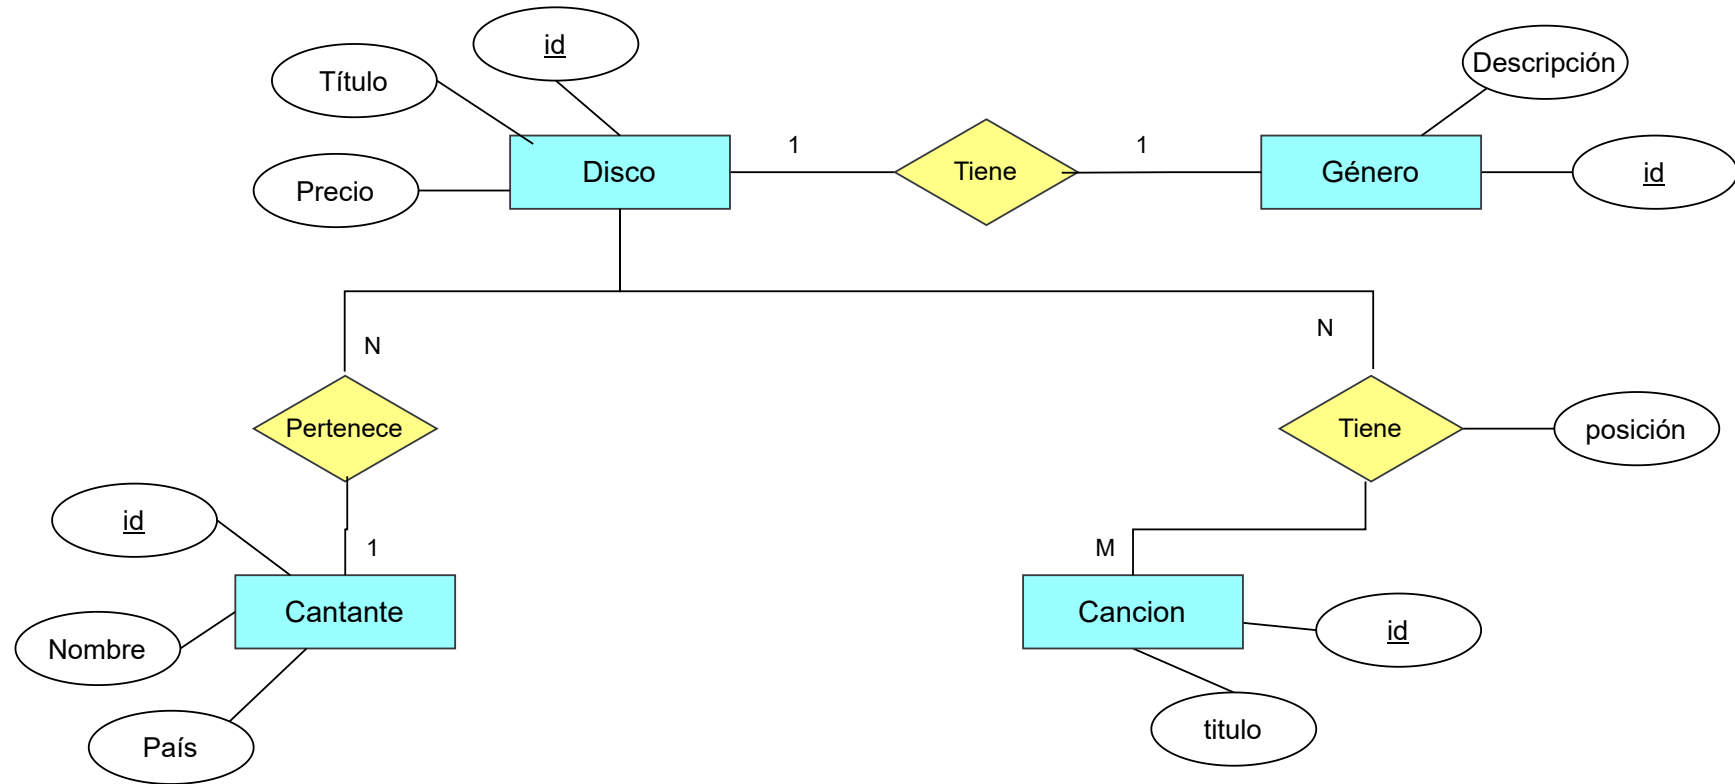 id
Título
Descripción
Disco
1
Tiene
1
Género
id
Precio
N
N
Pertenece
Tiene
posición
id
1
M
Cantante
Cancion
id
Nombre
País
titulo